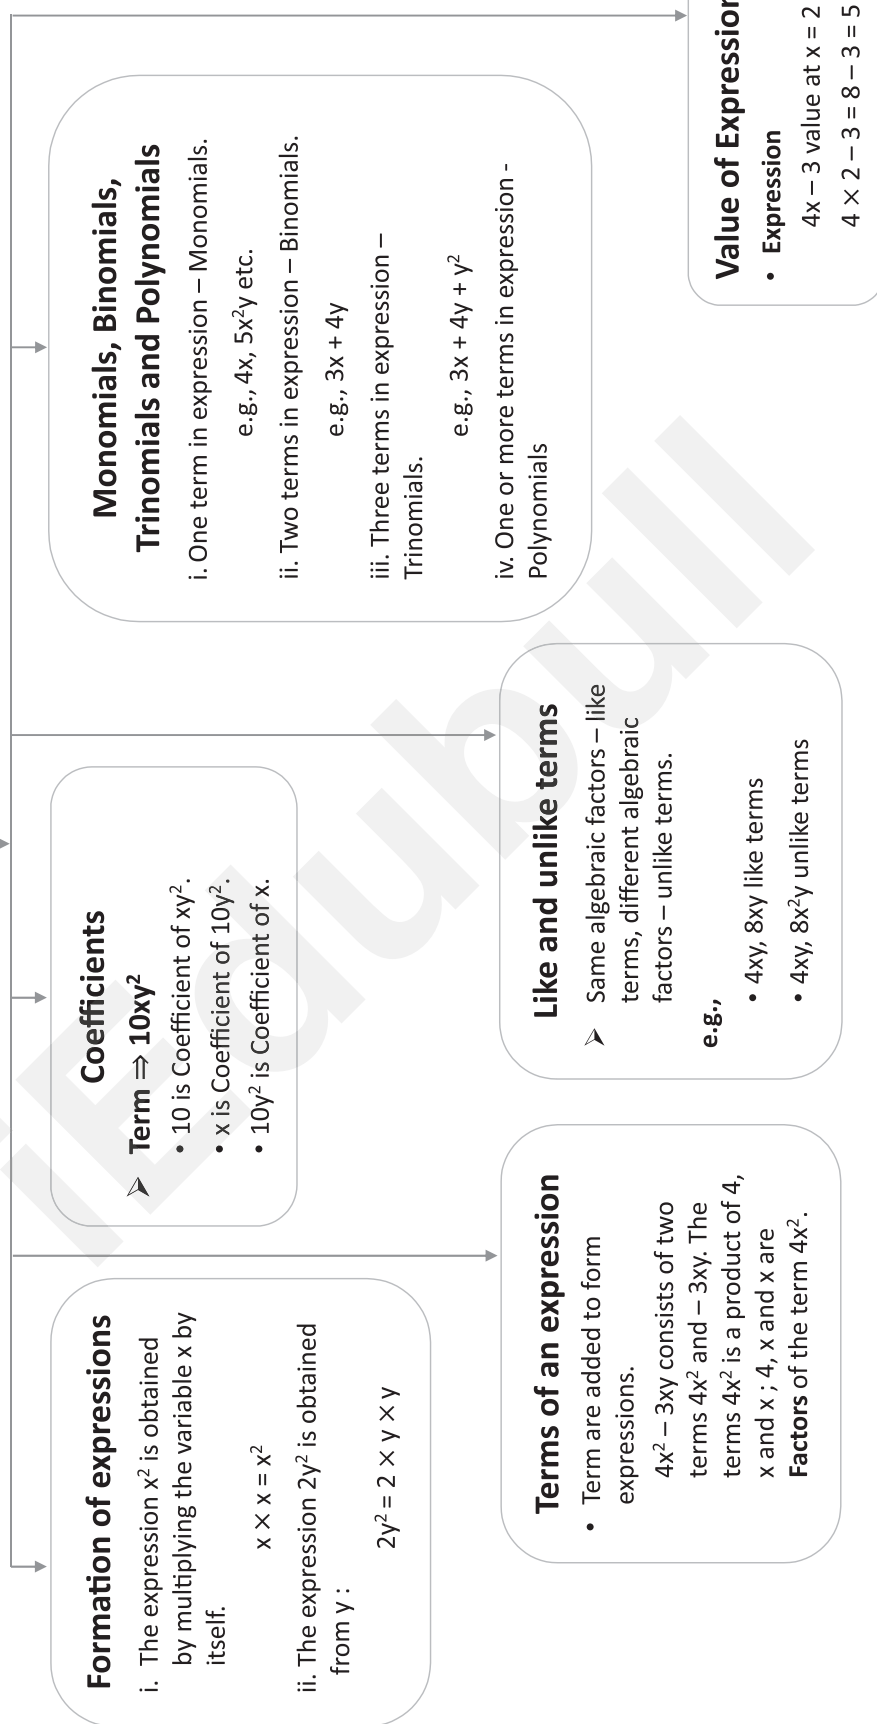 Formation of expressions
i. The expression x² is obtained
by multiplying the variable x by
itself.
x × x = x²
ii. The expression 2y² is obtained
from y :
2y² = 2 × y × y
Terms of an expression
• Term are added to form
expressions.
4x² – 3xy consists of two
terms 4x² and – 3xy. The
terms 4x² is a product of 4,
x and x ; 4, x and x are
Factors of the term 4x².
Coefficients
➢ Term ⇒ 10xy²
• 10 is Coefficient of xy².
• x is Coefficient of 10y².
• 10y² is Coefficient of x.
Like and unlike terms
➢ Same algebraic factors – like
terms, different algebraic
factors – unlike terms.
e.g.,
• 4xy, 8xy like terms
• 4xy, 8x²y unlike terms
Monomials, Binomials,
Trinomials and Polynomials
i. One term in expression – Monomials.
e.g., 4x, 5x²y etc.
ii. Two terms in expression – Binomials.
e.g., 3x + 4y
iii. Three terms in expression –
Trinomials.
e.g., 3x + 4y + y²
iv. One or more terms in expression -
Polynomials
Value of Expression
• Expression
4x – 3 value at x = 2
4 × 2 – 3 = 8 – 3 = 5
iEdubull